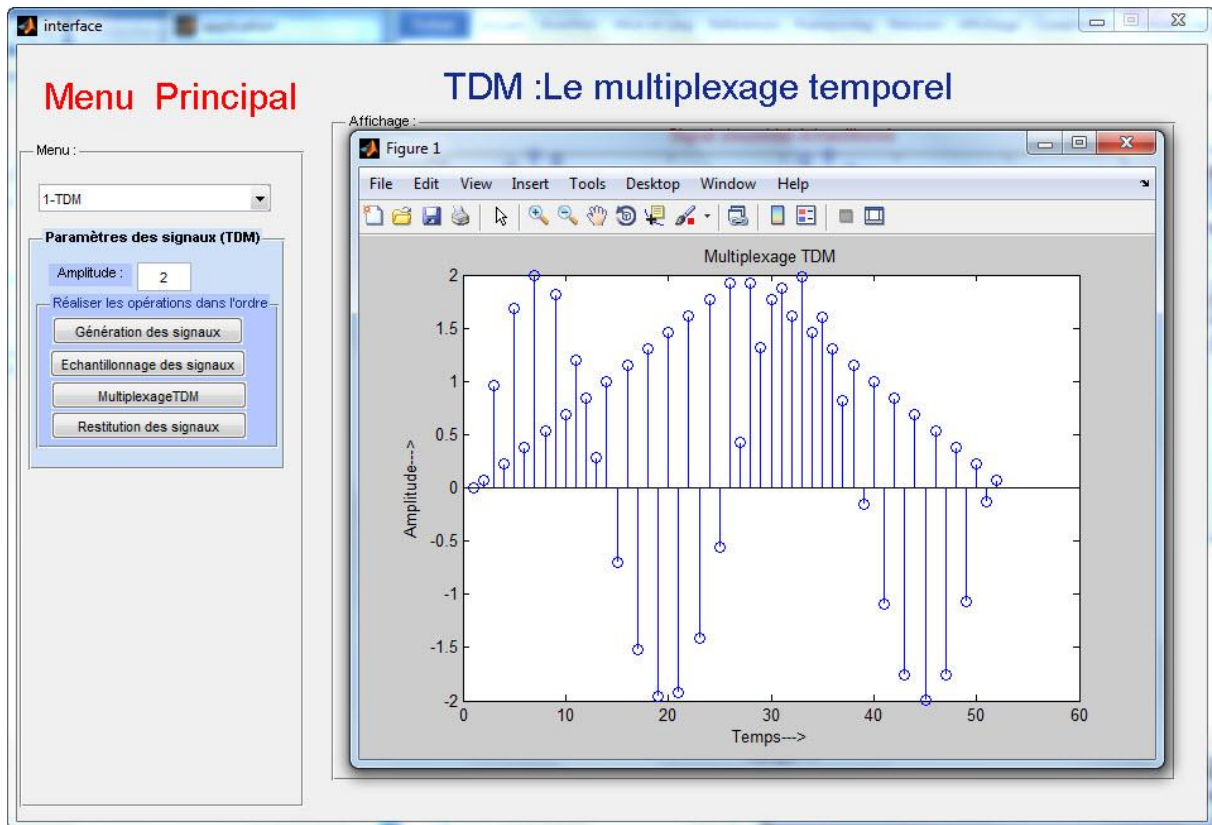 interface
Menu Principal
TDM :Le multiplexage temporel
Menu :
1-TDM
Paramètres des signaux (TDM)
Amplitude :
2
Réaliser les opérations dans l'ordre
Génération des signaux
Echantillonnage des signaux
MultiplexageTDM
Restitution des signaux
Affichage :
Figure 1
File Edit View Insert Tools Desktop Window Help
Multiplexage TDM
2
1.5
1
0.5
0
-0.5
-1
-1.5
-2
Amplitude--->
0 10 20 30 40 50 60
Temps--->